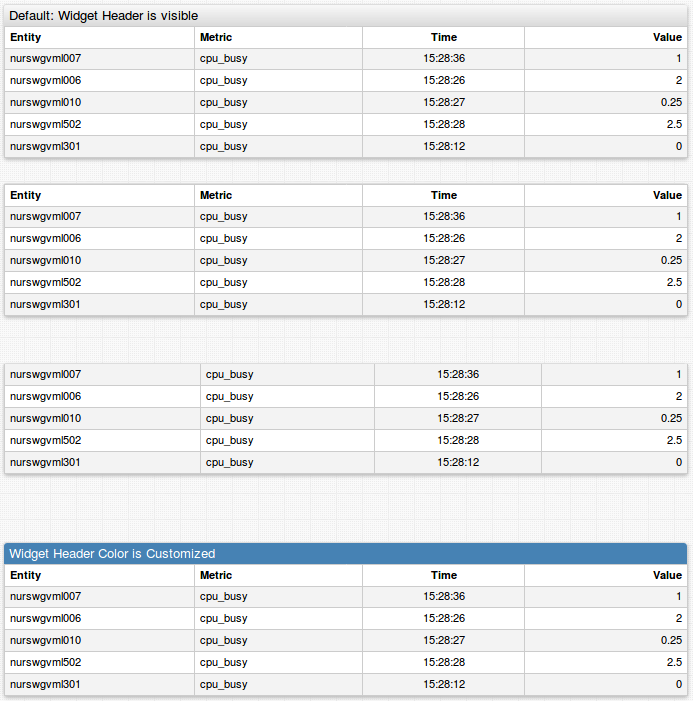 Default: Widget Header is visible
Entity Metric Time Value
nurswgvml007 cpu_busy 15:28:36 1
nurswgvml006 cpu_busy 15:28:26 2
nurswgvml010 cpu_busy 15:28:27 0.25
nurswgvml502 cpu_busy 15:28:28 2.5
nurswgvml301 cpu_busy 15:28:12 0
Entity Metric Time Value
nurswgvml007 cpu_busy 15:28:36 1
nurswgvml006 cpu_busy 15:28:26 2
nurswgvml010 cpu_busy 15:28:27 0.25
nurswgvml502 cpu_busy 15:28:28 2.5
nurswgvml301 cpu_busy 15:28:12 0
nurswgvml007 cpu_busy 15:28:36 1
nurswgvml006 cpu_busy 15:28:26 2
nurswgvml010 cpu_busy 15:28:27 0.25
nurswgvml502 cpu_busy 15:28:28 2.5
nurswgvml301 cpu_busy 15:28:12 0
Widget Header Color is Customized
Entity Metric Time Value
nurswgvml007 cpu_busy 15:28:36 1
nurswgvml006 cpu_busy 15:28:26 2
nurswgvml010 cpu_busy 15:28:27 0.25
nurswgvml502 cpu_busy 15:28:28 2.5
nurswgvml301 cpu_busy 15:28:12 0